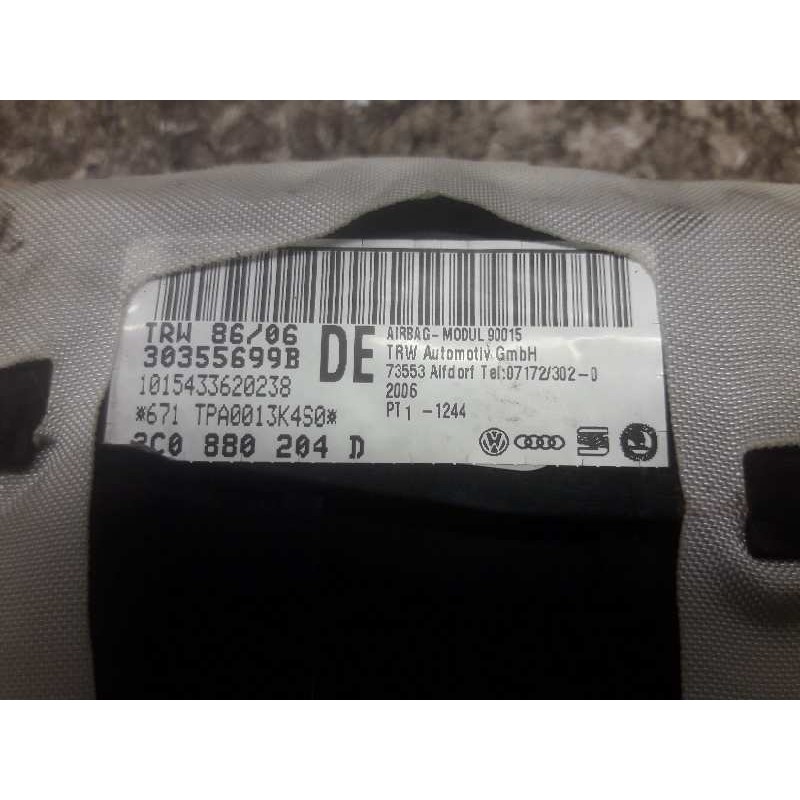 TRW 86/06
30355699B
1015433620238
*671 TPA0013K4S0*
3C0 880 204 D
DE
AIRBAG-MODUL 90015
TRW Automotiv GmbH
73553 Alfdorf Tel:07172/302-0
2006
PT1 -1244